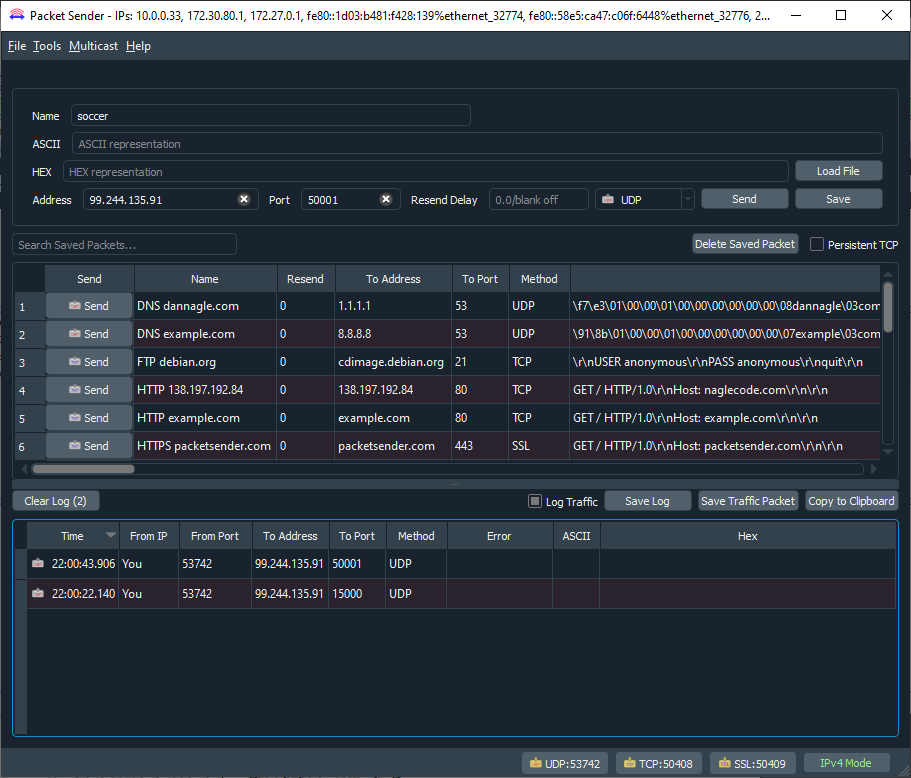 Packet Sender - IPs: 10.0.0.33, 172.30.80.1, 172.27.0.1, fe80::1d03:b481:f428:139%ethernet_32774, fe80::58e5:ca47:c06f:6448%ethernet_32776, 2...
File Tools Multicast Help
Name soccer
ASCII ASCII representation
HEX HEX representation Load File
Address 99.244.135.91 Port 50001 Resend Delay 0.0/blank off UDP Send Save
Search Saved Packets... Delete Saved Packet Persistent TCP
Send Name Resend To Address To Port Method
1 Send DNS dannagle.com 0 1.1.1.1 53 UDP \f7\e3\01\00\00\01\00\00\00\00\00\00\08dannagle\03com
2 Send DNS example.com 0 8.8.8.8 53 UDP \91\8b\01\00\00\01\00\00\00\00\00\00\07example\03com
3 Send FTP debian.org 0 cdimage.debian.org 21 TCP \r\nUSER anonymous\r\nPASS anonymous\r\nquit\r\n
4 Send HTTP 138.197.192.84 0 138.197.192.84 80 TCP GET / HTTP/1.0\r\nHost: naglecode.com\r\n\r\n
5 Send HTTP example.com 0 example.com 80 TCP GET / HTTP/1.0\r\nHost: example.com\r\n\r\n
6 Send HTTPS packetsender.com 0 packetsender.com 443 SSL GET / HTTP/1.0\r\nHost: packetsender.com\r\n\r\n
Clear Log (2) Log Traffic Save Log Save Traffic Packet Copy to Clipboard
Time From IP From Port To Address To Port Method Error ASCII Hex
22:00:43.906 You 53742 99.244.135.91 50001 UDP
22:00:22.140 You 53742 99.244.135.91 15000 UDP
UDP:53742 TCP:50408 SSL:50409 IPv4 Mode